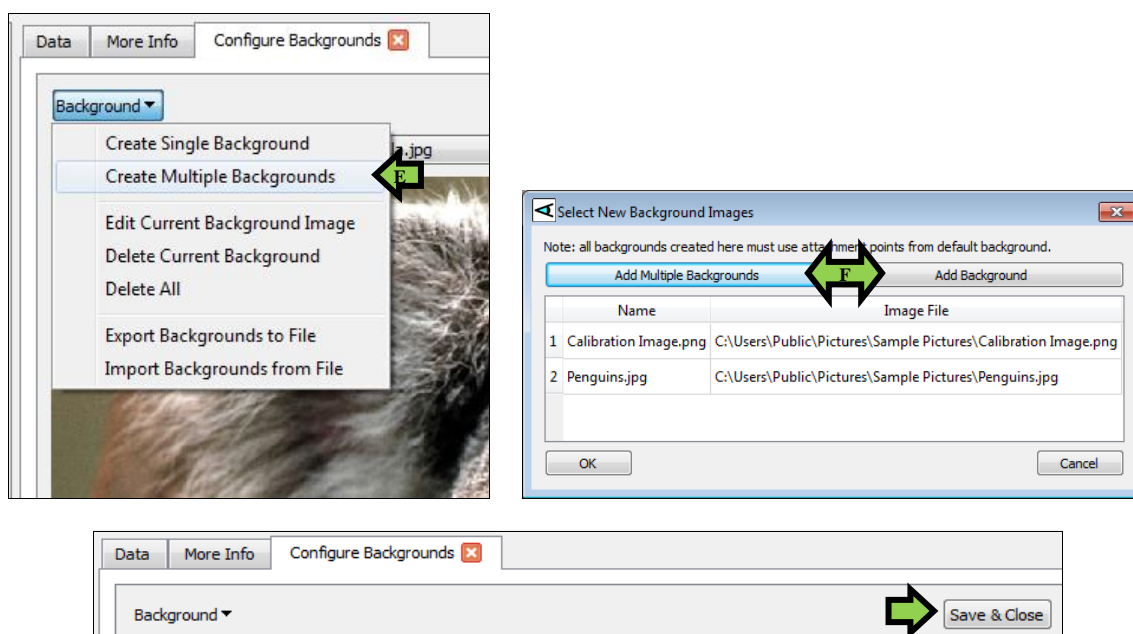 Data More Info Configure Backgrounds
Background
Create Single Background
la.jpg
Create Multiple Backgrounds
E
Edit Current Background Image
Delete Current Background
Delete All
Export Backgrounds to File
Import Backgrounds from File
Select New Background Images
Note: all backgrounds created here must use attachment points from default background.
Add Multiple Backgrounds F Add Background
Name Image File
1 Calibration Image.png C:\Users\Public\Pictures\Sample Pictures\Calibration Image.png
2 Penguins.jpg C:\Users\Public\Pictures\Sample Pictures\Penguins.jpg
OK Cancel
Data More Info Configure Backgrounds
Background Save & Close